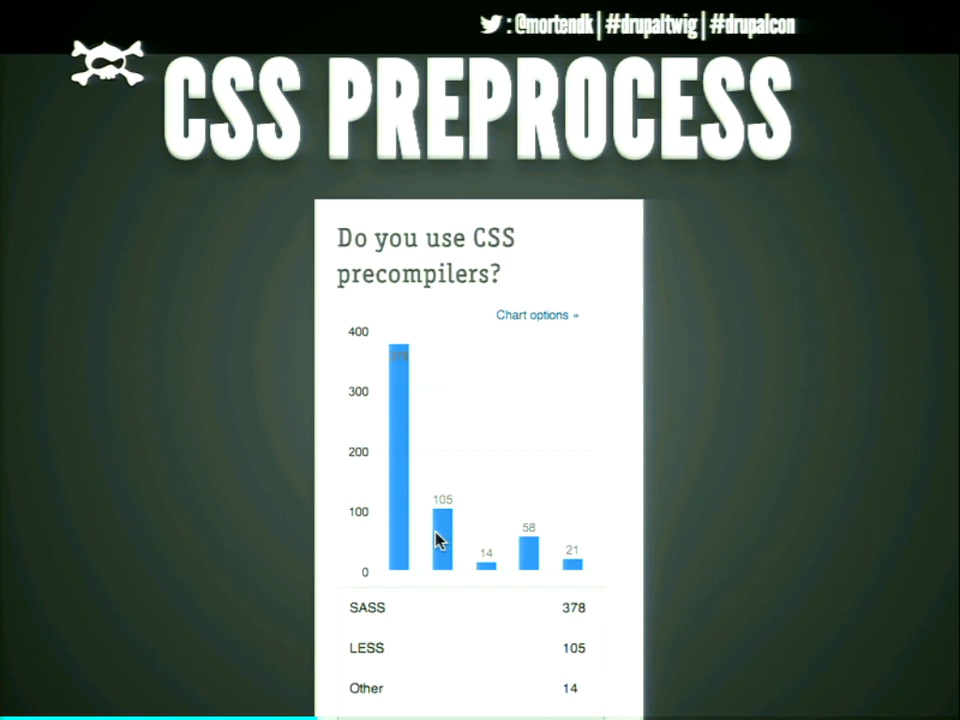 : @mortendk | #drupaltwig | #drupalcon
CSS PREPROCESS
Do you use CSS
precompilers?
Chart options »
400
300
200
100
0
105
14
58
21
SASS 378
LESS 105
Other 14